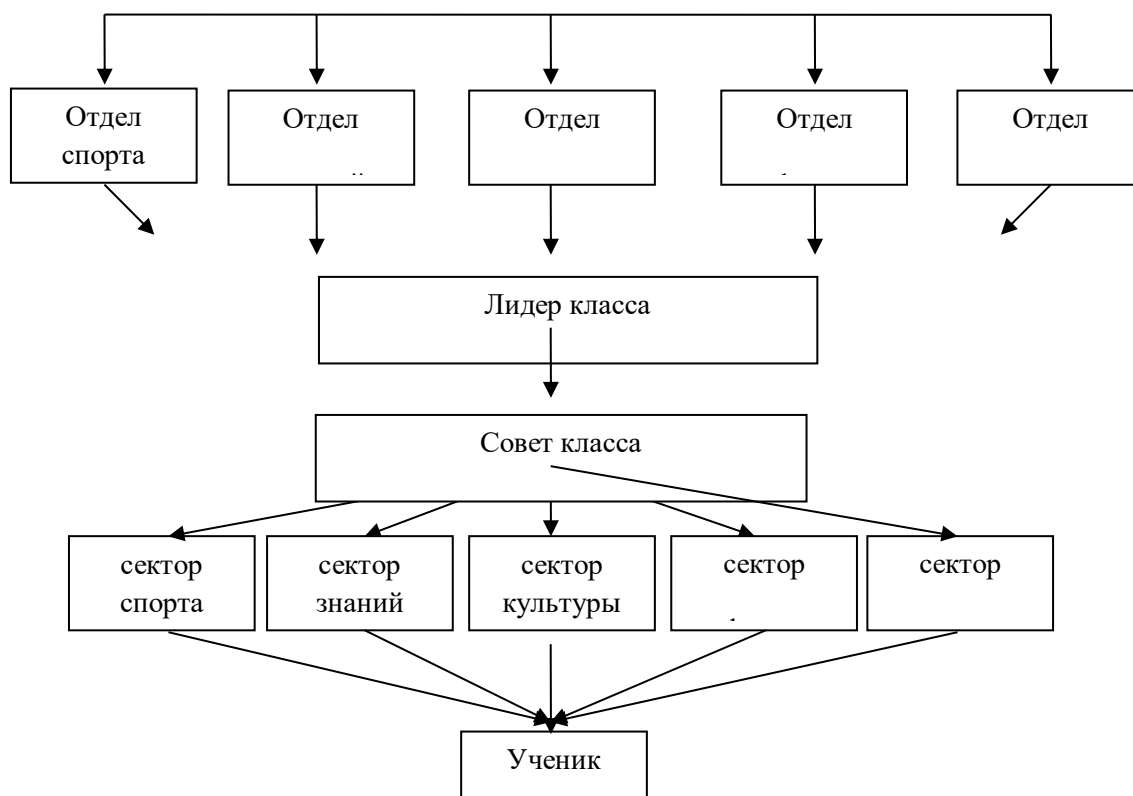 Отдел
спорта
Отдел
Отдел
Отдел
Отдел
Лидер класса
Совет класса
сектор
спорта
сектор
знаний
сектор
культуры
сектор
сектор
Ученик